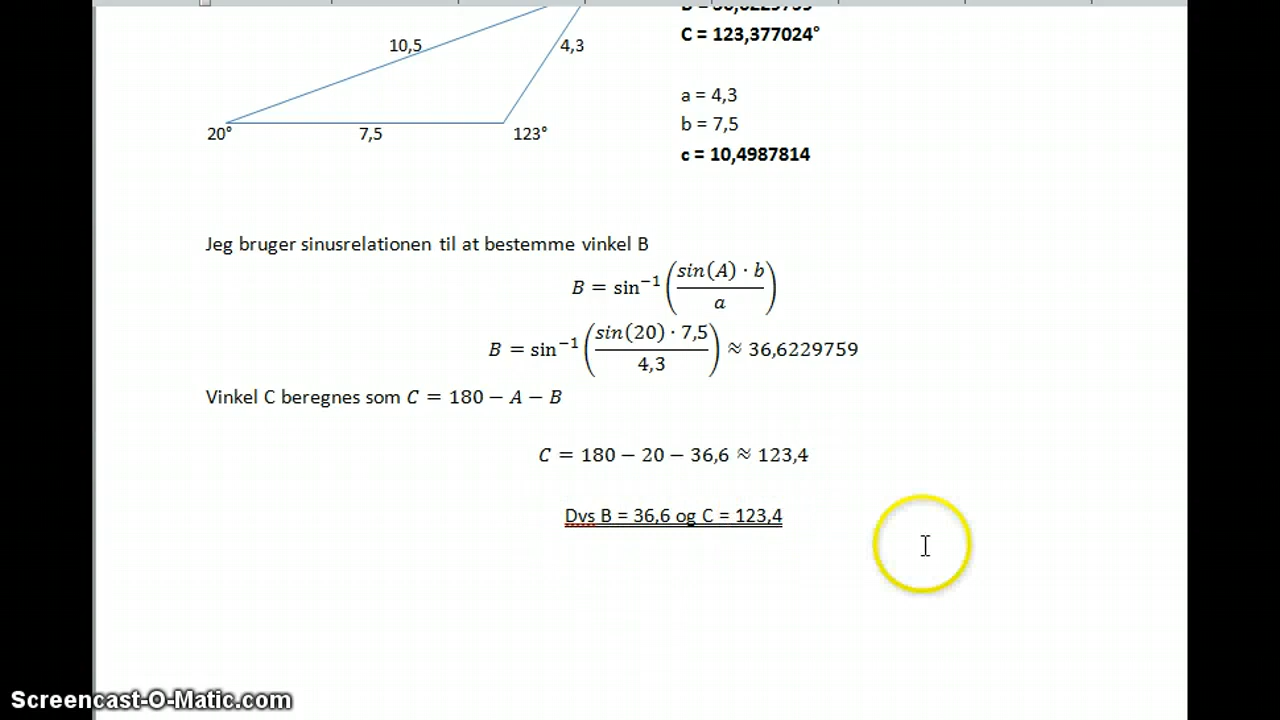 B = 36,6229759
10,5
4,3
C = 123,377024°
a = 4,3
20°
7,5
123°
b = 7,5
c = 10,4987814
Jeg bruger sinusrelationen til at bestemme vinkel B
B = sin⁻¹(sin(A) · b / a)
B = sin⁻¹(sin(20) · 7,5 / 4,3) ≈ 36,6229759
Vinkel C beregnes som C = 180 − A − B
C = 180 − 20 − 36,6 ≈ 123,4
Dvs B = 36,6 og C = 123,4
Screencast-O-Matic.com